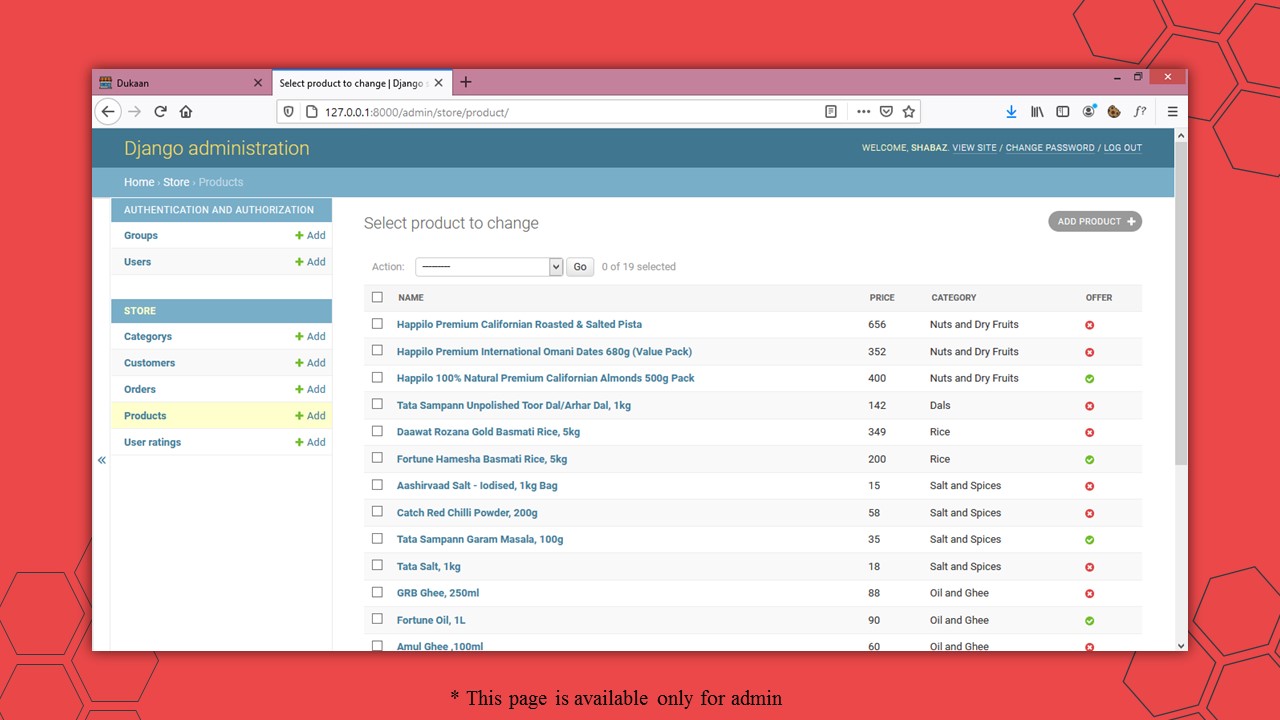 Dukaan
Select product to change | Django s
127.0.0.1:8000/admin/store/product/
Django administration
WELCOME, SHABAZ. VIEW SITE / CHANGE PASSWORD / LOG OUT
Home › Store › Products
AUTHENTICATION AND AUTHORIZATION
Groups + Add
Users + Add
STORE
Categorys + Add
Customers + Add
Orders + Add
Products + Add
User ratings + Add
«
Select product to change
ADD PRODUCT +
Action: --------- Go 0 of 19 selected
NAME PRICE CATEGORY OFFER
Happilo Premium Californian Roasted & Salted Pista 656 Nuts and Dry Fruits
Happilo Premium International Omani Dates 680g (Value Pack) 352 Nuts and Dry Fruits
Happilo 100% Natural Premium Californian Almonds 500g Pack 400 Nuts and Dry Fruits
Tata Sampann Unpolished Toor Dal/Arhar Dal, 1kg 142 Dals
Daawat Rozana Gold Basmati Rice, 5kg 349 Rice
Fortune Hamesha Basmati Rice, 5kg 200 Rice
Aashirvaad Salt - Iodised, 1kg Bag 15 Salt and Spices
Catch Red Chilli Powder, 200g 58 Salt and Spices
Tata Sampann Garam Masala, 100g 35 Salt and Spices
Tata Salt, 1kg 18 Salt and Spices
GRB Ghee, 250ml 88 Oil and Ghee
Fortune Oil, 1L 90 Oil and Ghee
Amul Ghee ,100ml 60 Oil and Ghee
* This page is available only for admin